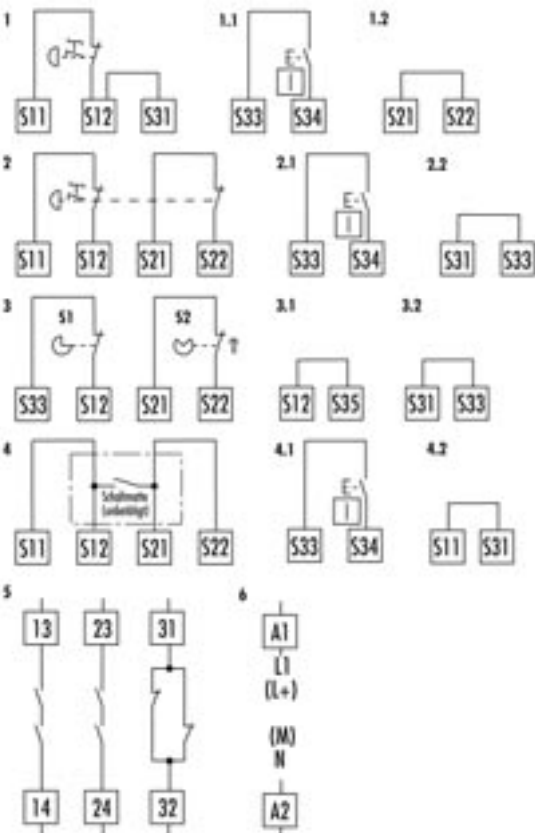 1 1.1 1.2
E-
S11 S12 S31 S33 S34 S21 S22
2 2.1 2.2
E-
S11 S12 S21 S22 S33 S34 S31 S33
3 S1 S2 3.1 3.2
S33 S12 S21 S22 S12 S35 S31 S33
4 4.1 4.2
Schaltmatte
(unbetätigt)
E-
S11 S12 S21 S22 S33 S34 S11 S31
5 6
13 23 31 A1
L1
(L+)
(M)
N
14 24 32 A2